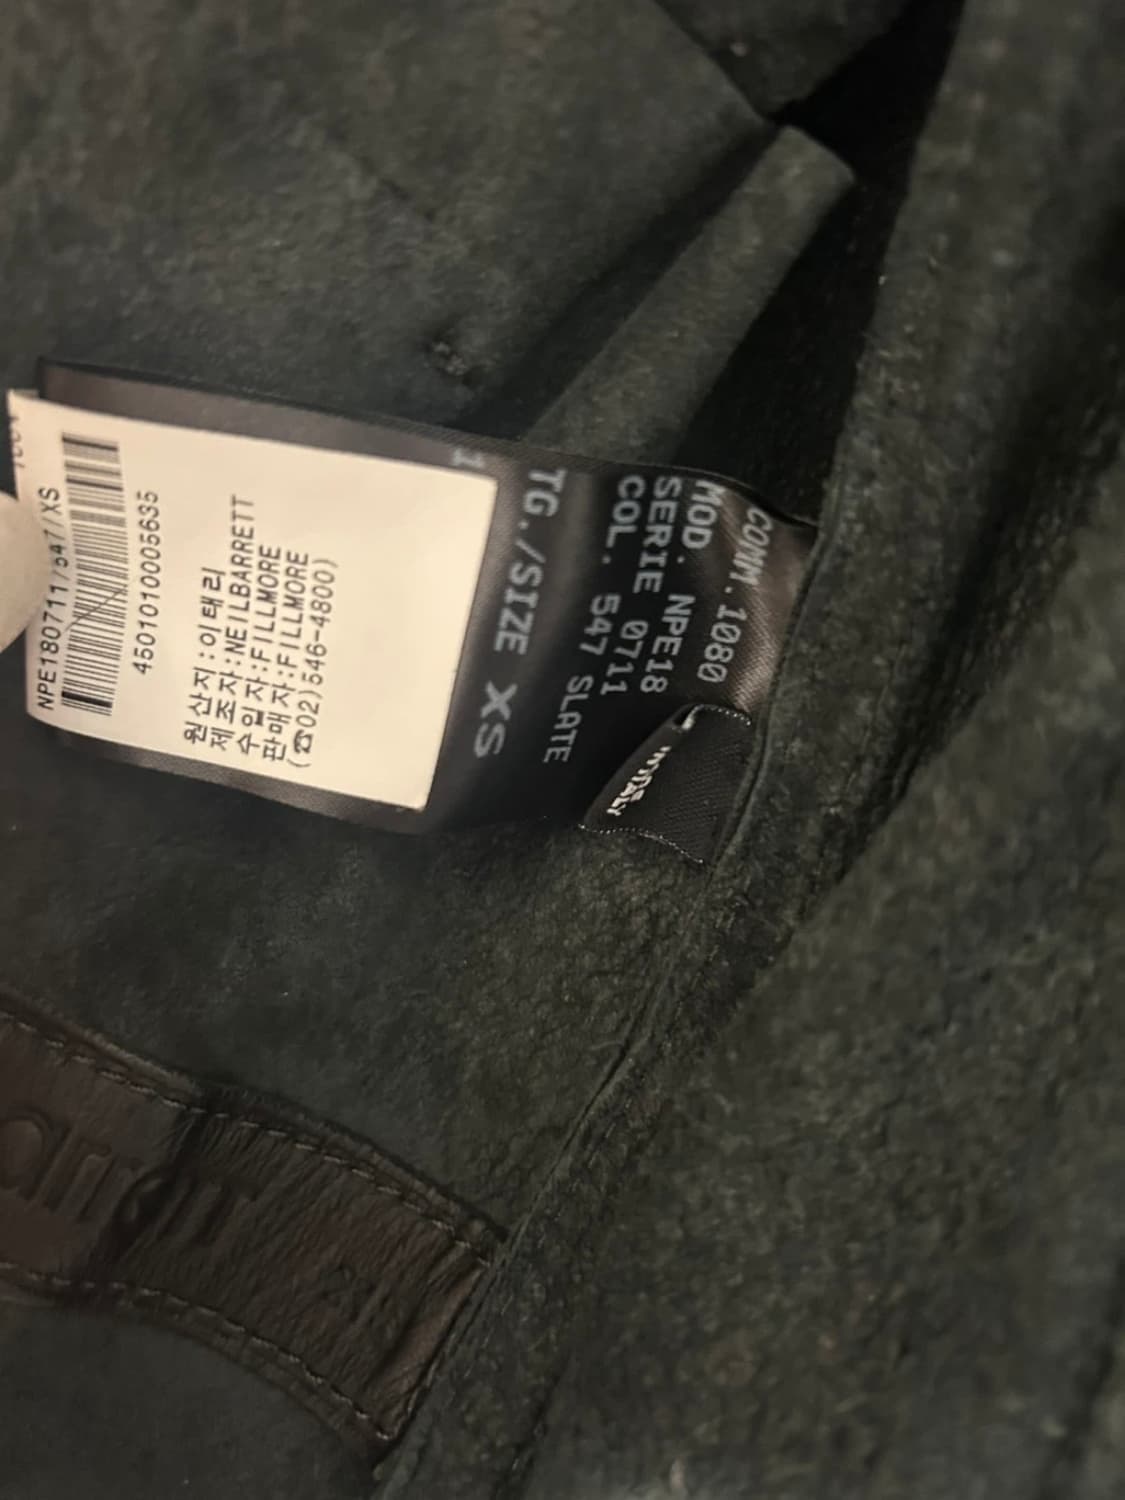 NPE180711/547/XS
4501010005635
원산지:이태리
제조자:NEILBARRETT
수입자:FILLMORE
판매자:FILLMORE
(☎02)546-4800)
COMM.1080
MOD. NPE18
SERIE 0711
COL. 547 SLATE
TG./SIZE XS
ITALY